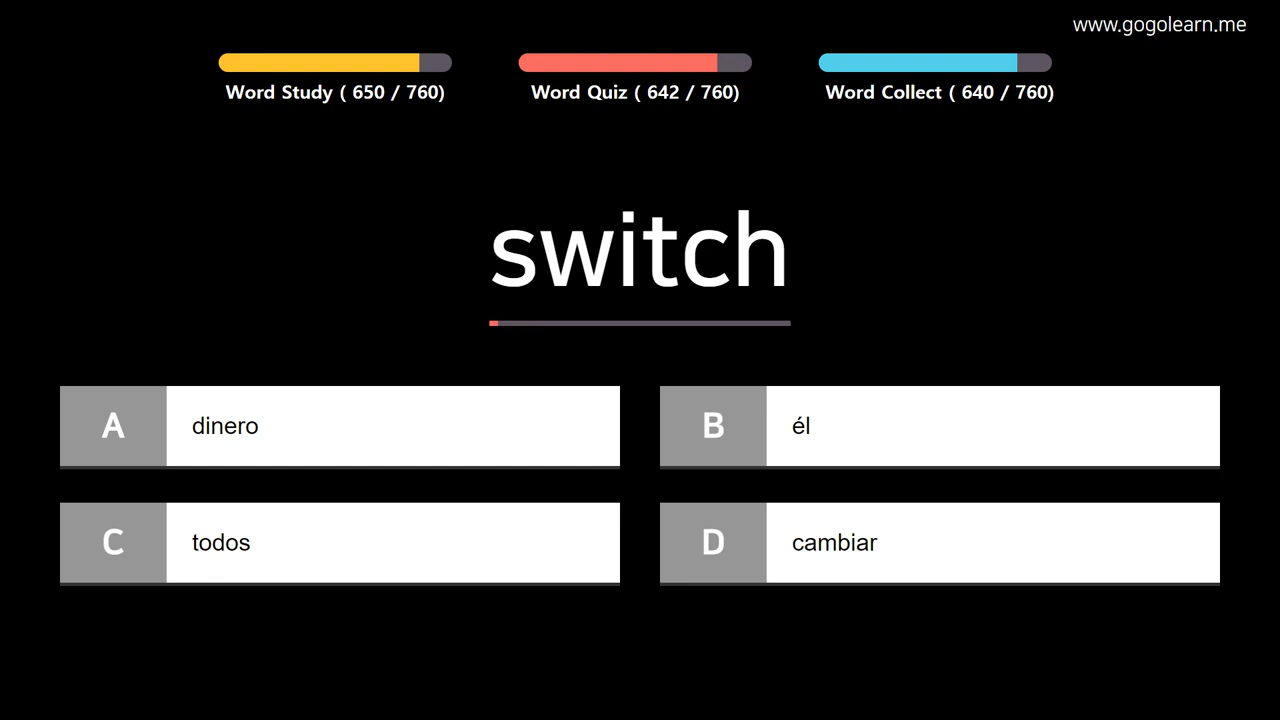 www.gogolearn.me
Word Study ( 650 / 760)
Word Quiz ( 642 / 760)
Word Collect ( 640 / 760)
switch
A dinero
B él
C todos
D cambiar